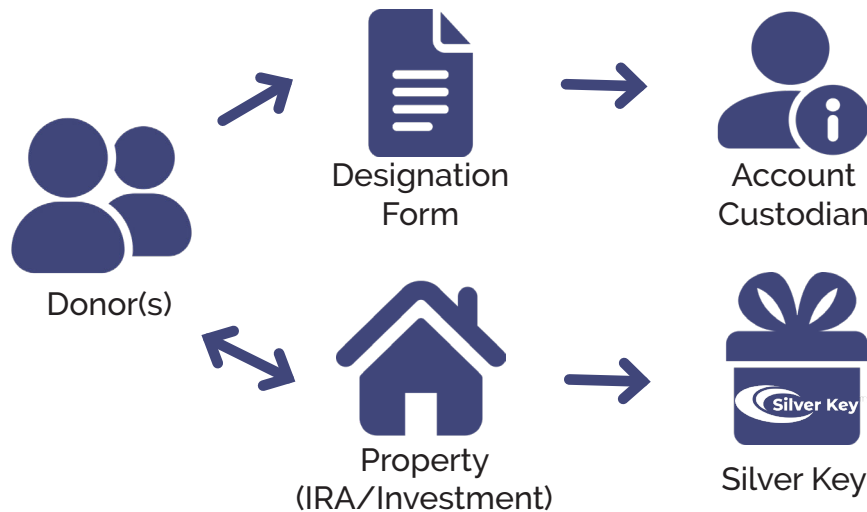 Designation
Form
Account
Custodian
Donor(s)
Silver Key
Property
(IRA/Investment)
Silver Key